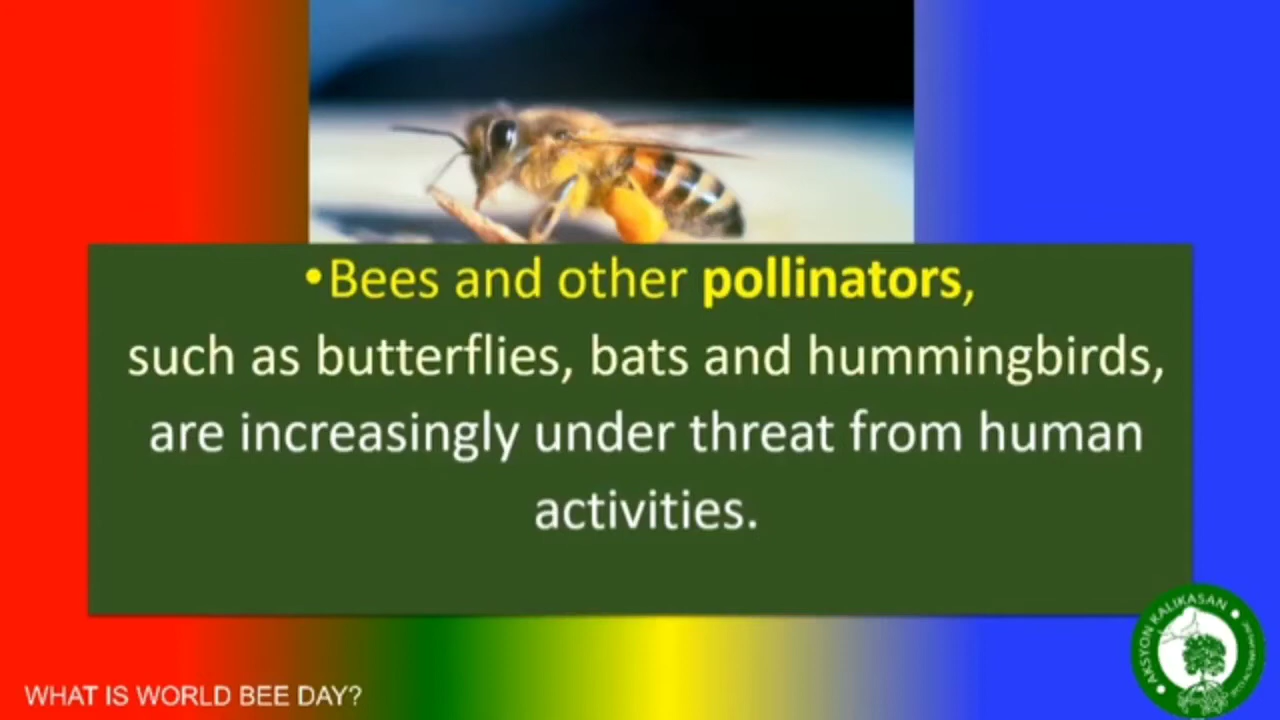 •Bees and other pollinators,
such as butterflies, bats and hummingbirds,
are increasingly under threat from human
activities.
WHAT IS WORLD BEE DAY?
AKSYON KALIKASAN